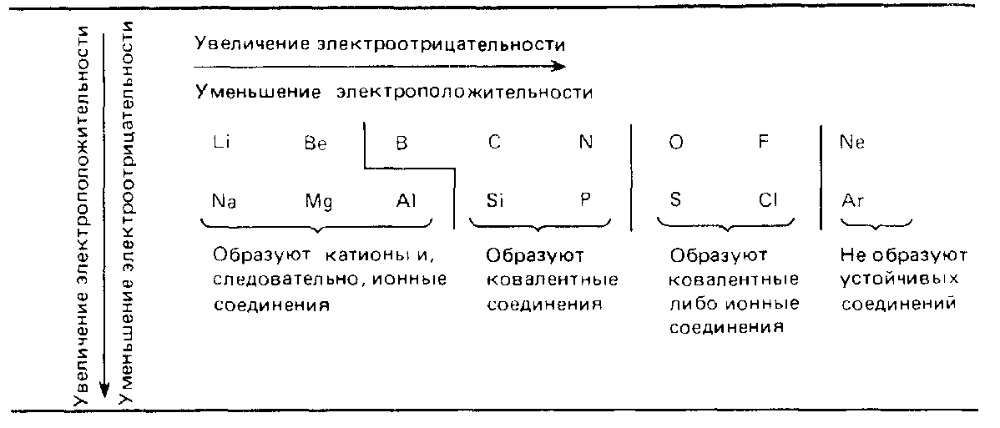 Увеличение электроположительности
Уменьшение электроотрицательности
Увеличение электроотрицательности
Уменьшение электроположительности
Li Be B C N O F Ne
Na Mg Al Si P S Cl Ar
Образуют катионы и,
следовательно, ионные
соединения
Образуют
ковалентные
соединения
Образуют
ковалентные
либо ионные
соединения
Не образуют
устойчивых
соединений